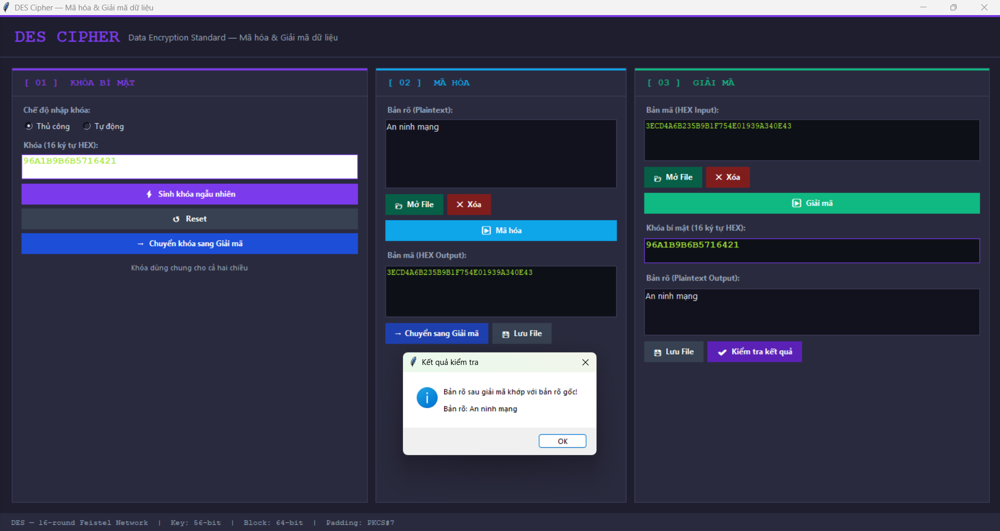 DES Cipher — Mã hóa & Giải mã dữ liệu
DES CIPHER Data Encryption Standard — Mã hóa & Giải mã dữ liệu
[ 01 ] KHÓA BÍ MẬT
Chế độ nhập khóa:
Thủ công Tự động
Khóa (16 ký tự HEX):
96A1B9B6B5716421
Sinh khóa ngẫu nhiên
Reset
→ Chuyển khóa sang Giải mã
Khóa dùng chung cho cả hai chiều
[ 02 ] MÃ HÓA
Bản rõ (Plaintext):
An ninh mạng
Mở File Xóa
Mã hóa
Bản mã (HEX Output):
3ECD4A6B235B9B1F754E01939A340E43
→ Chuyển sang Giải mã Lưu File
[ 03 ] GIẢI MÃ
Bản mã (HEX Input):
3ECD4A6B235B9B1F754E01939A340E43
Mở File Xóa
Giải mã
Khóa bí mật (16 ký tự HEX):
96A1B9B6B5716421
Bản rõ (Plaintext Output):
An ninh mạng
Lưu File Kiểm tra kết quả
Kết quả kiểm tra
Bản rõ sau giải mã khớp với bản rõ gốc!
Bản rõ: An ninh mạng
OK
DES — 16-round Feistel Network | Key: 56-bit | Block: 64-bit | Padding: PKCS#7